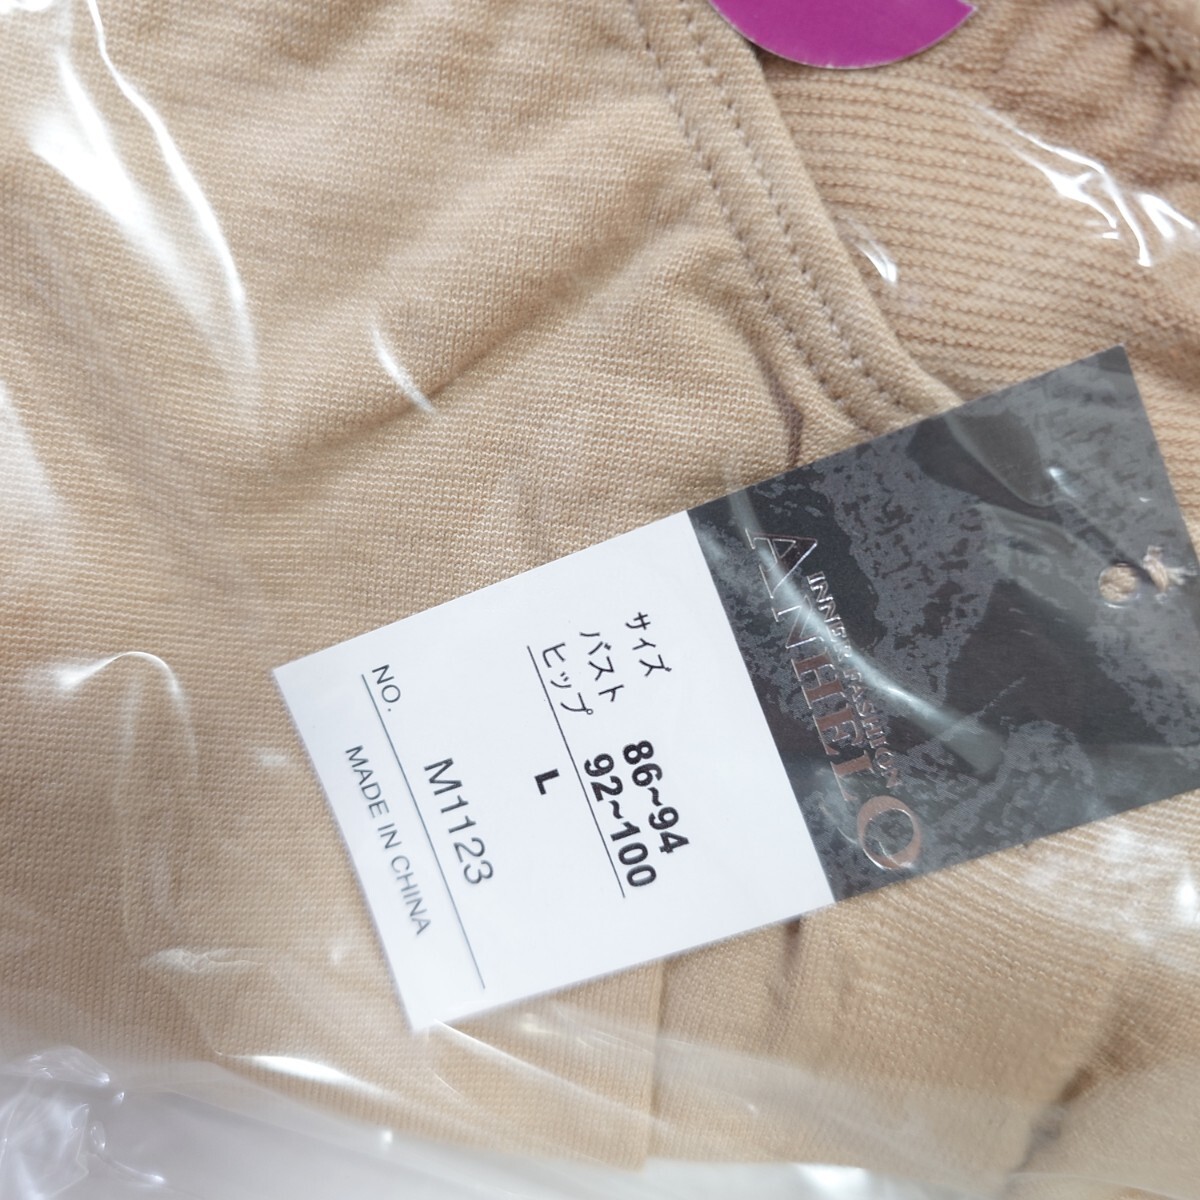 ANHELO
INNER FASHION
サイズ
バスト 86~94
ヒップ 92~100
L
NO. M1123
MADE IN CHINA